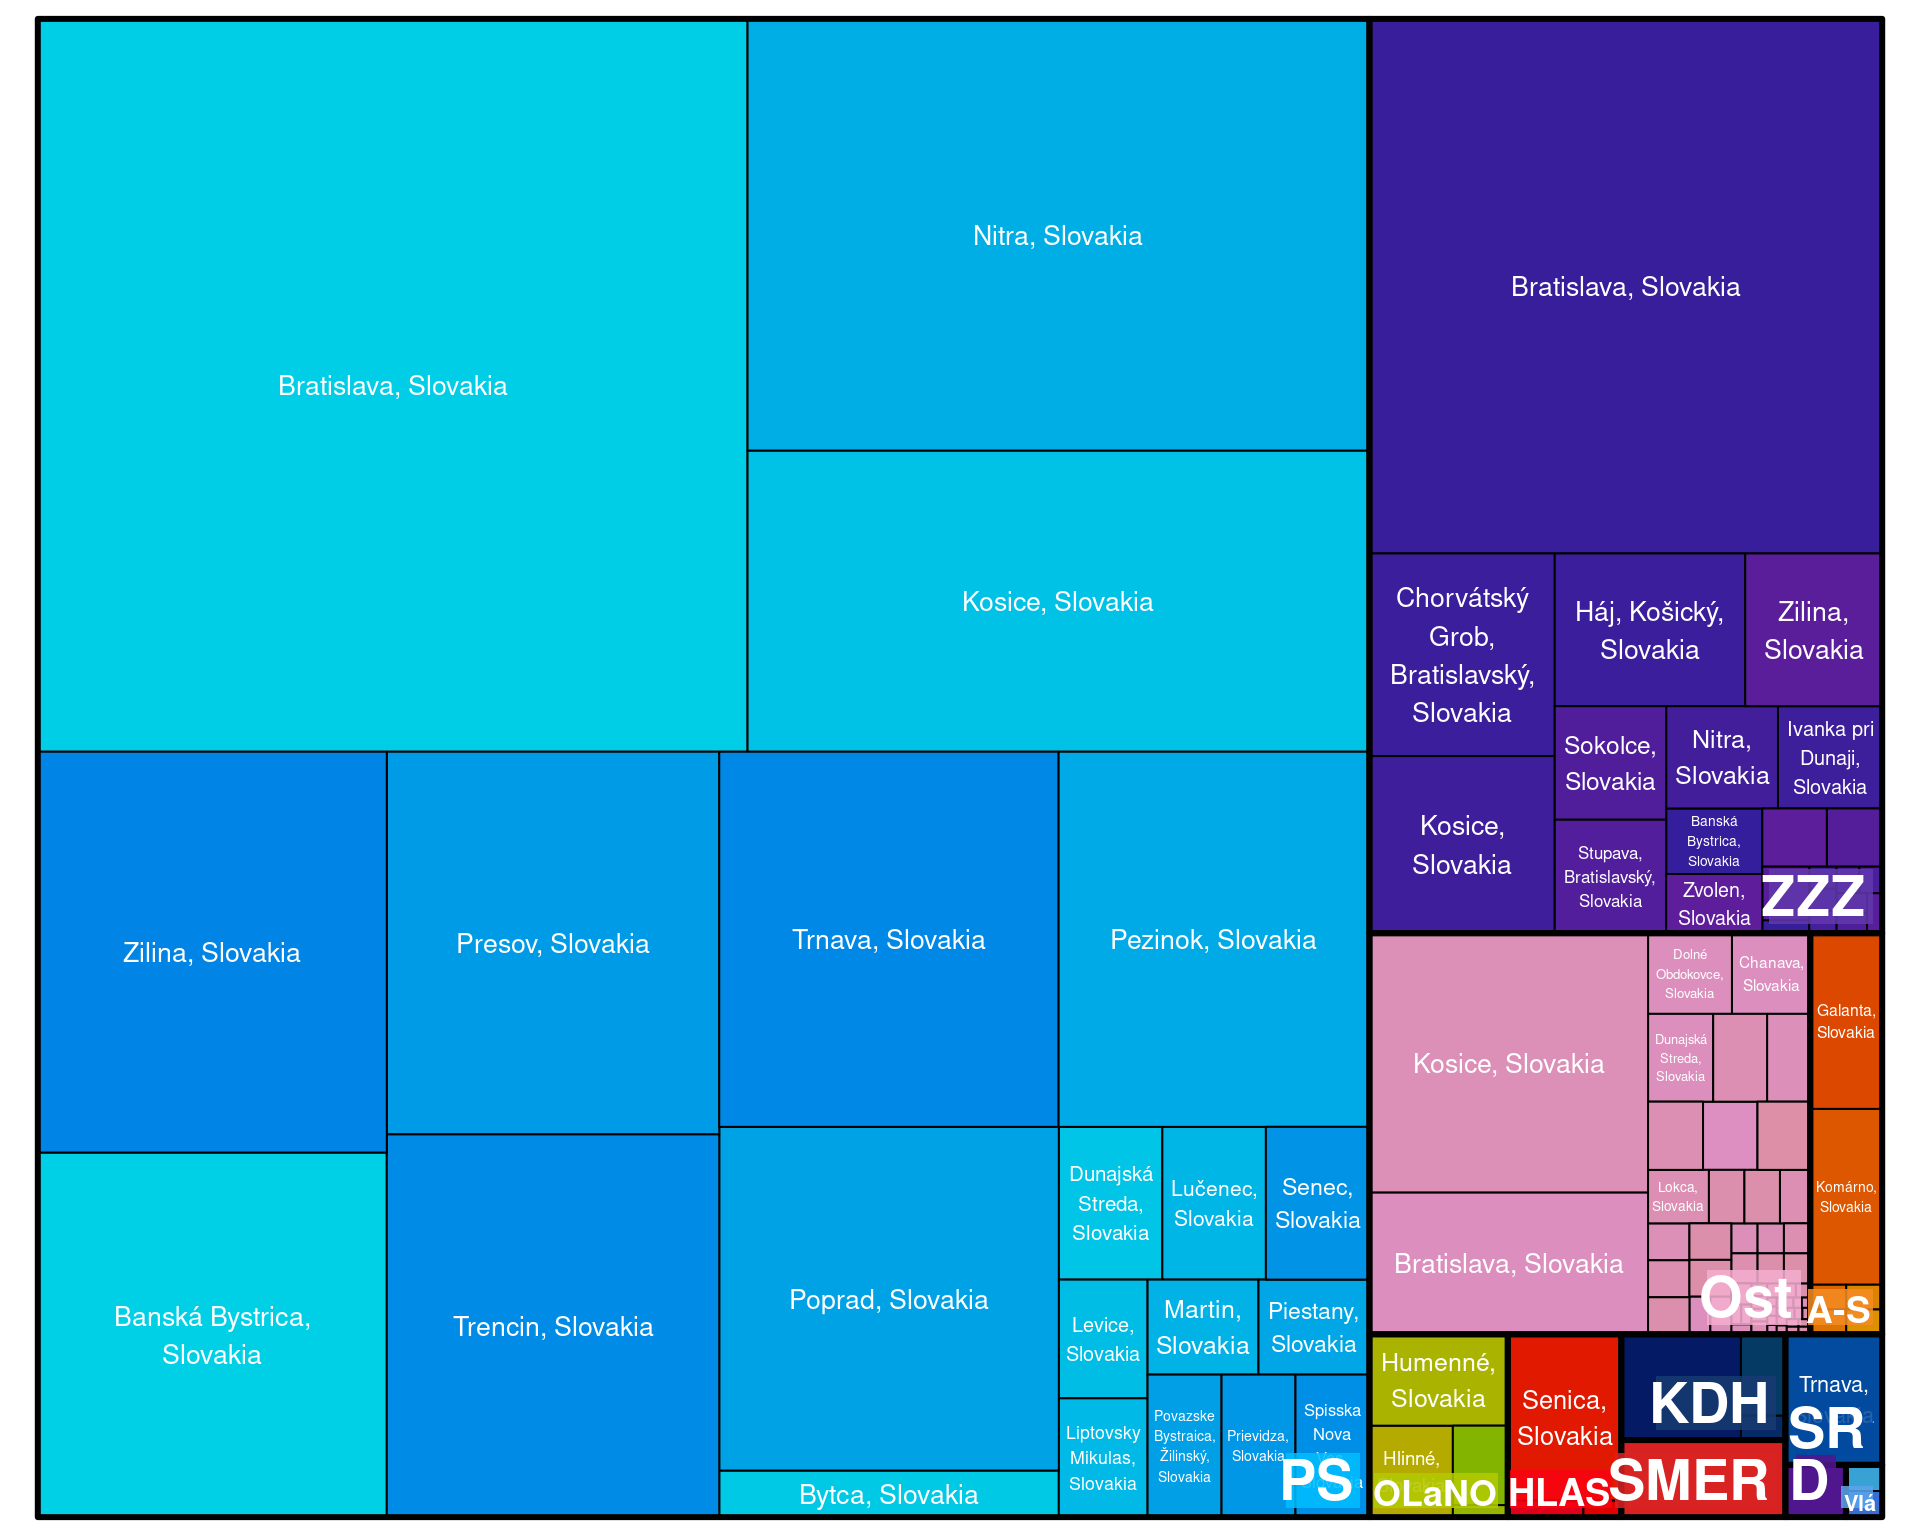 Bratislava, Slovakia
Nitra, Slovakia
Kosice, Slovakia
Zilina, Slovakia
Presov, Slovakia
Trnava, Slovakia
Pezinok, Slovakia
Banská Bystrica,
Slovakia
Trencin, Slovakia
Poprad, Slovakia
Bytca, Slovakia
Dunajská
Streda,
Slovakia
Lučenec,
Slovakia
Senec,
Slovakia
Levice,
Slovakia
Martin,
Slovakia
Piestany,
Slovakia
Liptovsky
Mikulas,
Slovakia
Povazske
Bystraica,
Žilinský,
Slovakia
Prievidza,
Slovakia
Spisska
Nova
PS
Bratislava, Slovakia
Chorvátský
Grob,
Bratislavský,
Slovakia
Háj, Košický,
Slovakia
Zilina,
Slovakia
Kosice,
Slovakia
Sokolce,
Slovakia
Nitra,
Slovakia
Ivanka pri
Dunaji,
Slovakia
Stupava,
Bratislavský,
Slovakia
Banská
Bystrica,
Slovakia
Zvolen,
Slovakia
ZZZ
Kosice, Slovakia
Bratislava, Slovakia
Dolné
Obdokovce,
Slovakia
Chanava,
Slovakia
Dunajská
Streda,
Slovakia
Lokca,
Slovakia
Ost
Galanta,
Slovakia
Komárno,
Slovakia
A-S
Humenné,
Slovakia
Hlinné,
OLaNO
Senica,
Slovakia
HLAS
KDH
SMER
Trnava,
SR
D
Vlá